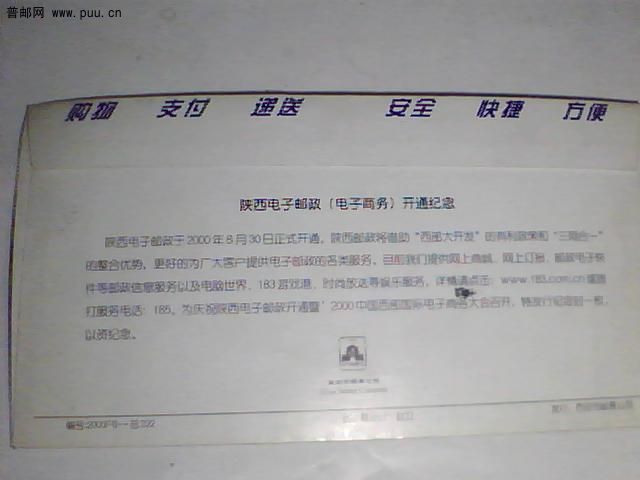 普邮网 www.puu.cn
购物 支付 递送 安全 快捷 方便
陕西电子邮政（电子商务）开通纪念
陕西电子邮政于2000年8月30日正式开通，陕西邮政将借助“西部大开发”的有利政策和“三流合一”
的整合优势，更好的为广大客户提供电子邮政的各类服务。目前我们提供网上商城、网上订报、邮政电子保
件等邮政信息服务以及电脑世界、183游戏港、时尚放送等娱乐服务。详情请点击：www.183.com.cn或拨
打服务电话：185。为庆祝陕西电子邮政开通暨’2000中国西部国际电子商务大会召开，特发行纪念封一枚，
以资纪念。
编号:2000